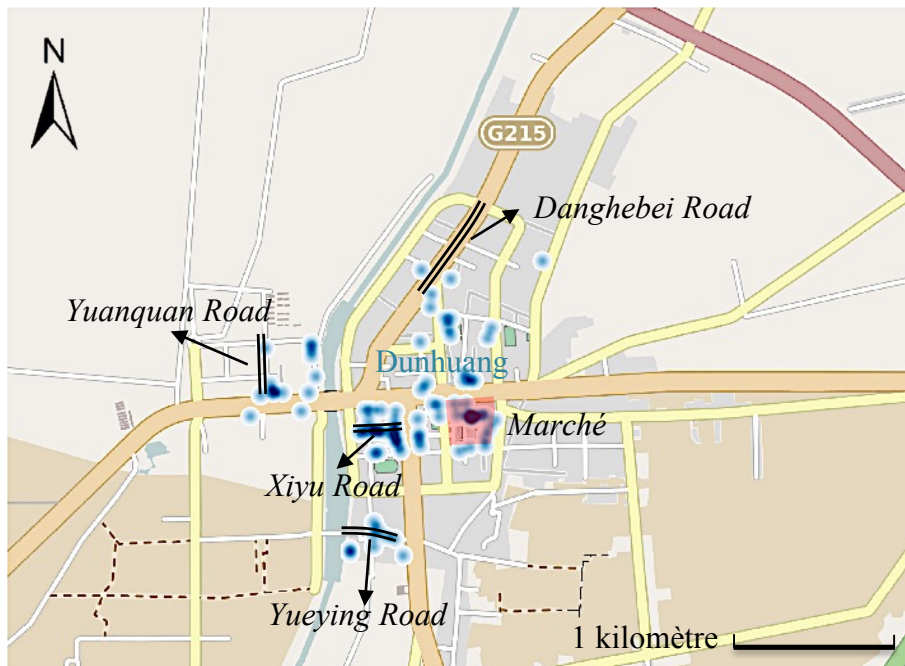 N
G215
Danghebei Road
Yuanquan Road
Dunhuang
Marché
Xiyu Road
Yueying Road
1 kilomètre